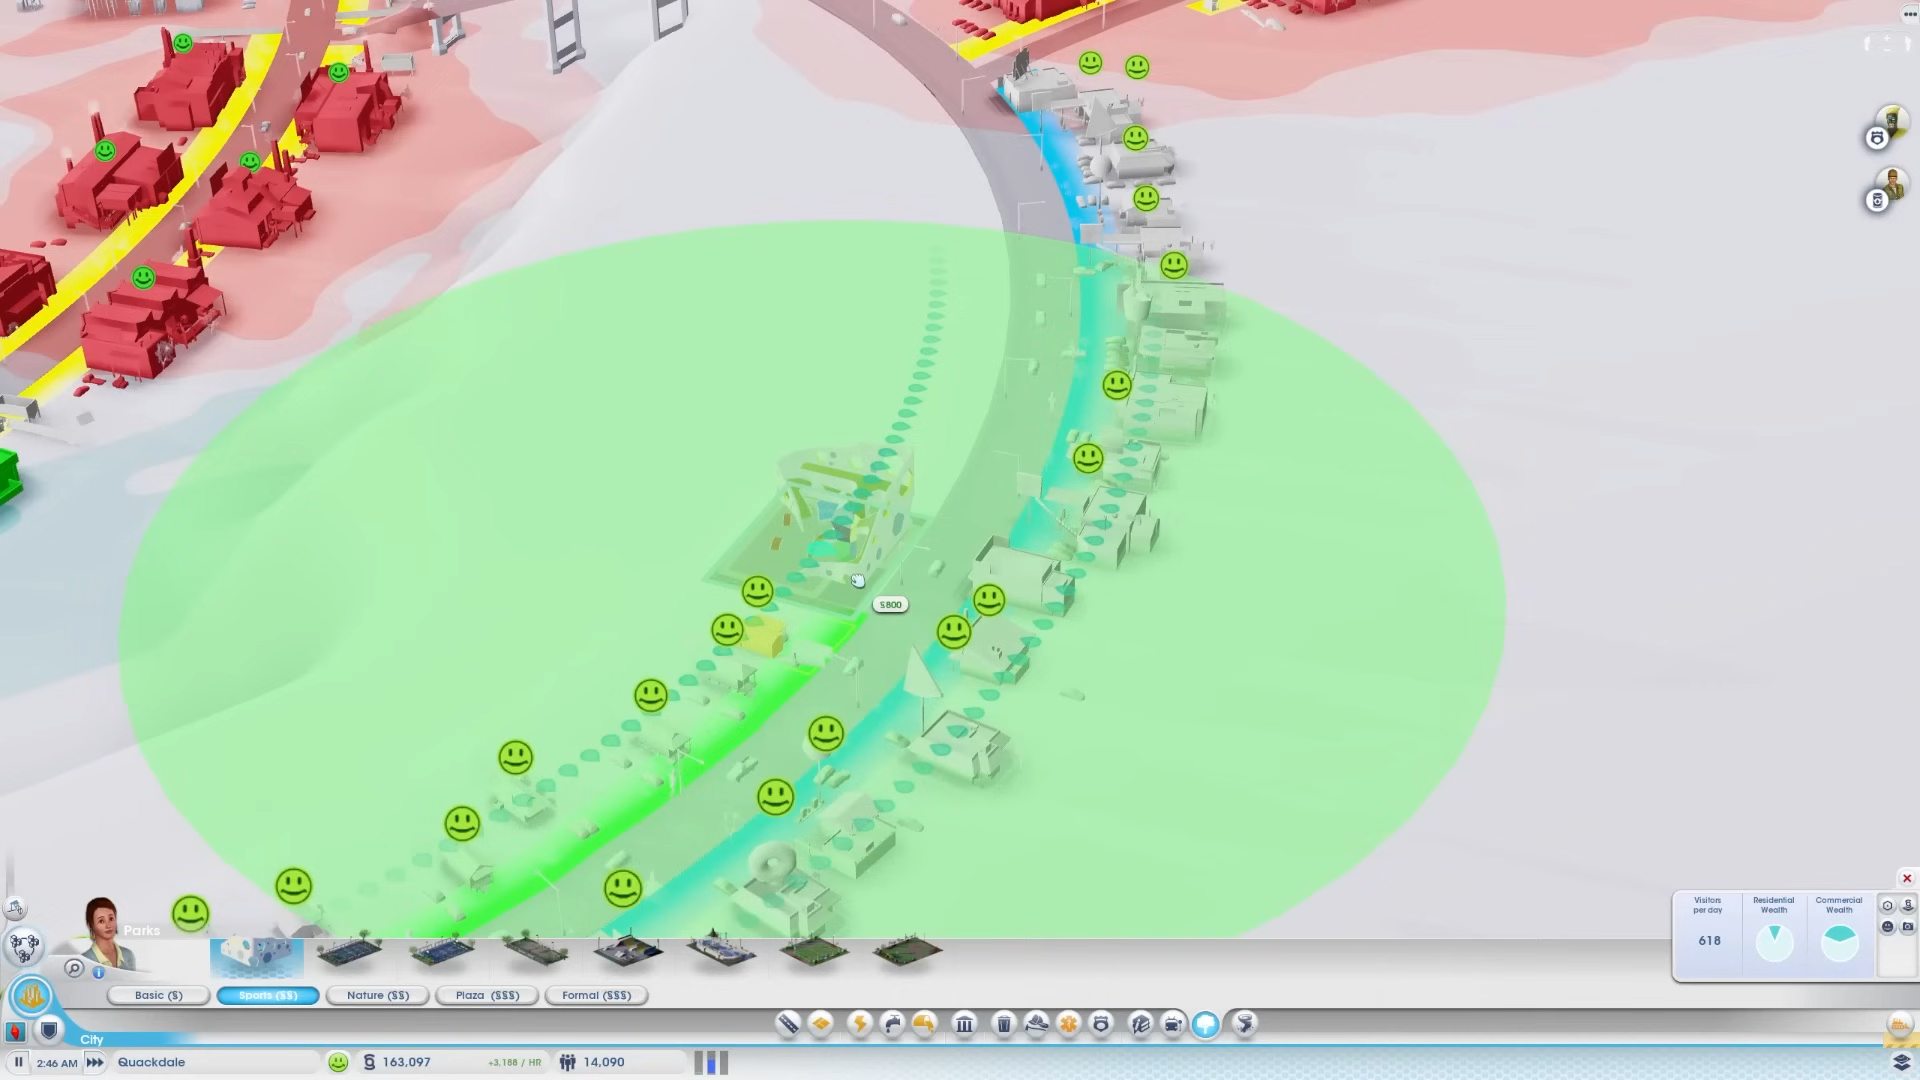 $800
Visitors per day
Residential Wealth
Commercial Wealth
618
Parks
Basic ($)
Sports ($$)
Nature ($$)
Plaza ($$$)
Formal ($$$)
City
2:46 AM
Quackdale
163,097
+3,188 / HR
14,090